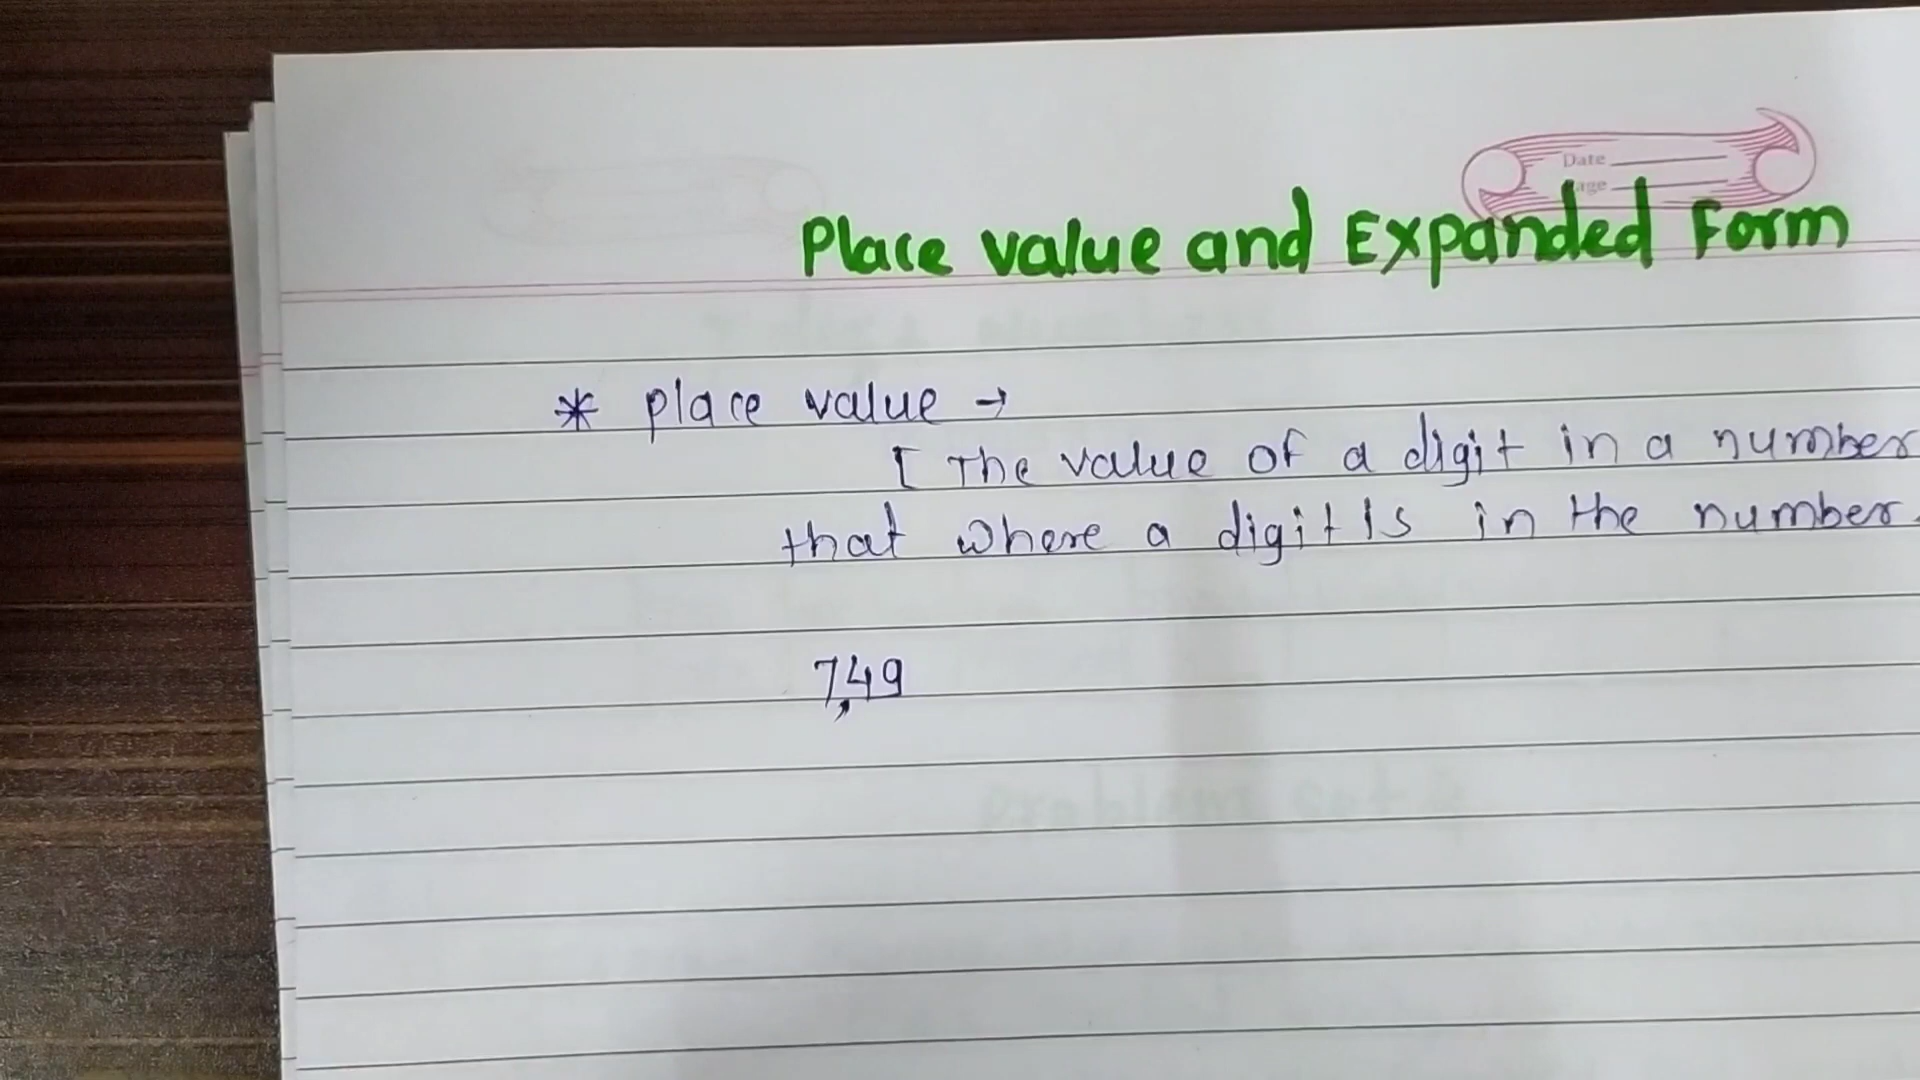 Date
Page
Place value and Expanded Form
* place value →
[ The value of a digit in a number
that where a digit is in the number.
7,49